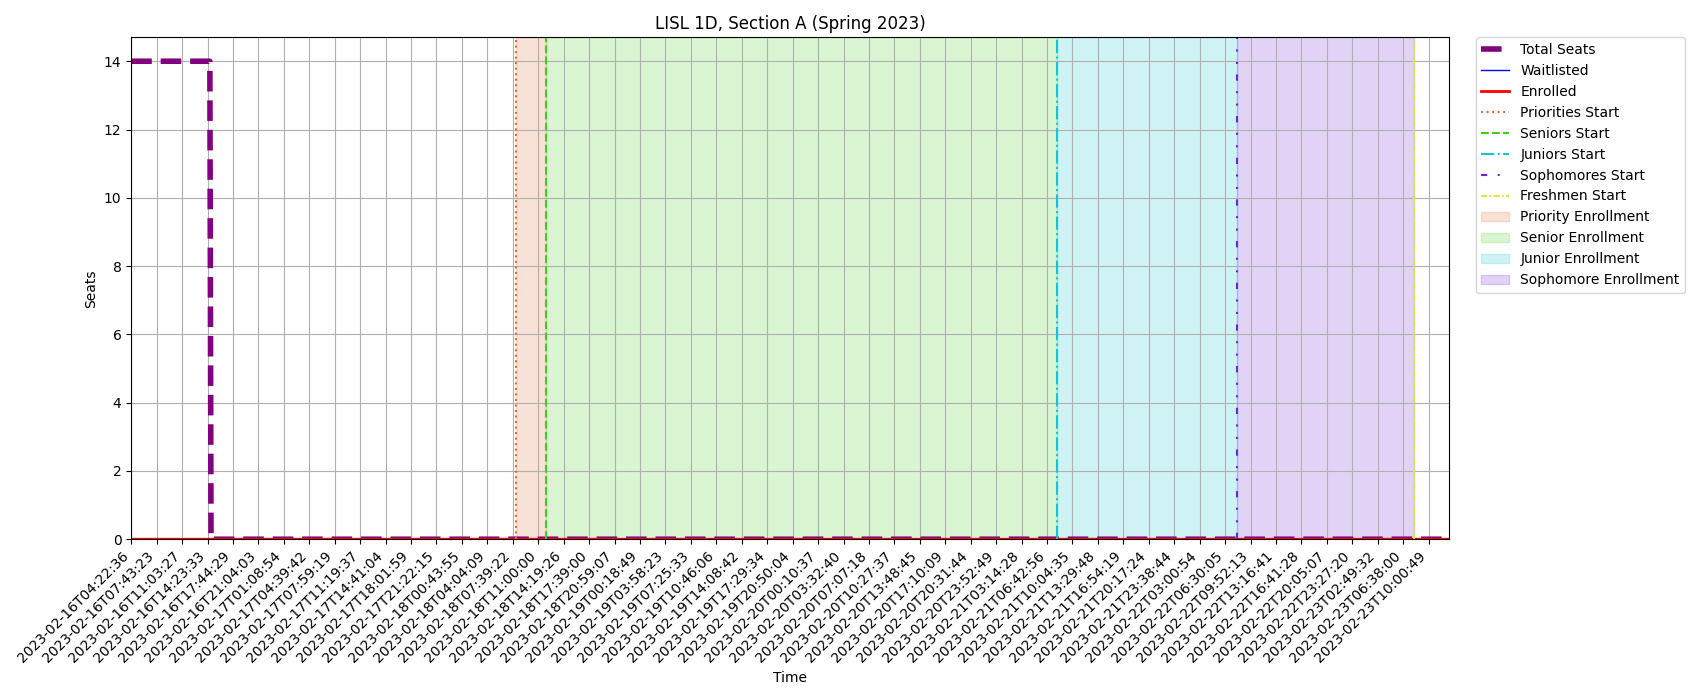 LISL 1D, Section A (Spring 2023)
14
12
10
8
6
4
2
0
Seats
2023-02-16T04:22:36
2023-02-16T07:43:23
2023-02-16T11:03:27
2023-02-16T14:23:33
2023-02-16T17:44:29
2023-02-16T21:04:03
2023-02-17T01:08:54
2023-02-17T04:39:42
2023-02-17T07:59:19
2023-02-17T11:19:37
2023-02-17T14:41:04
2023-02-17T18:01:59
2023-02-17T21:22:15
2023-02-18T00:43:55
2023-02-18T04:04:09
2023-02-18T07:39:22
2023-02-18T11:00:00
2023-02-18T14:19:26
2023-02-18T17:39:00
2023-02-18T20:59:07
2023-02-19T00:18:49
2023-02-19T03:58:23
2023-02-19T07:25:33
2023-02-19T10:46:06
2023-02-19T14:08:42
2023-02-19T17:29:34
2023-02-19T20:50:04
2023-02-20T00:10:37
2023-02-20T03:32:40
2023-02-20T07:07:18
2023-02-20T10:27:37
2023-02-20T13:48:45
2023-02-20T17:10:09
2023-02-20T20:31:44
2023-02-20T23:52:49
2023-02-21T03:14:28
2023-02-21T06:42:56
2023-02-21T10:04:35
2023-02-21T13:29:48
2023-02-21T16:54:19
2023-02-21T20:17:24
2023-02-21T23:38:44
2023-02-22T03:00:54
2023-02-22T06:30:05
2023-02-22T09:52:13
2023-02-22T13:16:41
2023-02-22T16:41:28
2023-02-22T20:05:07
2023-02-22T23:27:20
2023-02-23T02:49:32
2023-02-23T06:38:00
2023-02-23T10:00:49
Time
Total Seats
Waitlisted
Enrolled
Priorities Start
Seniors Start
Juniors Start
Sophomores Start
Freshmen Start
Priority Enrollment
Senior Enrollment
Junior Enrollment
Sophomore Enrollment